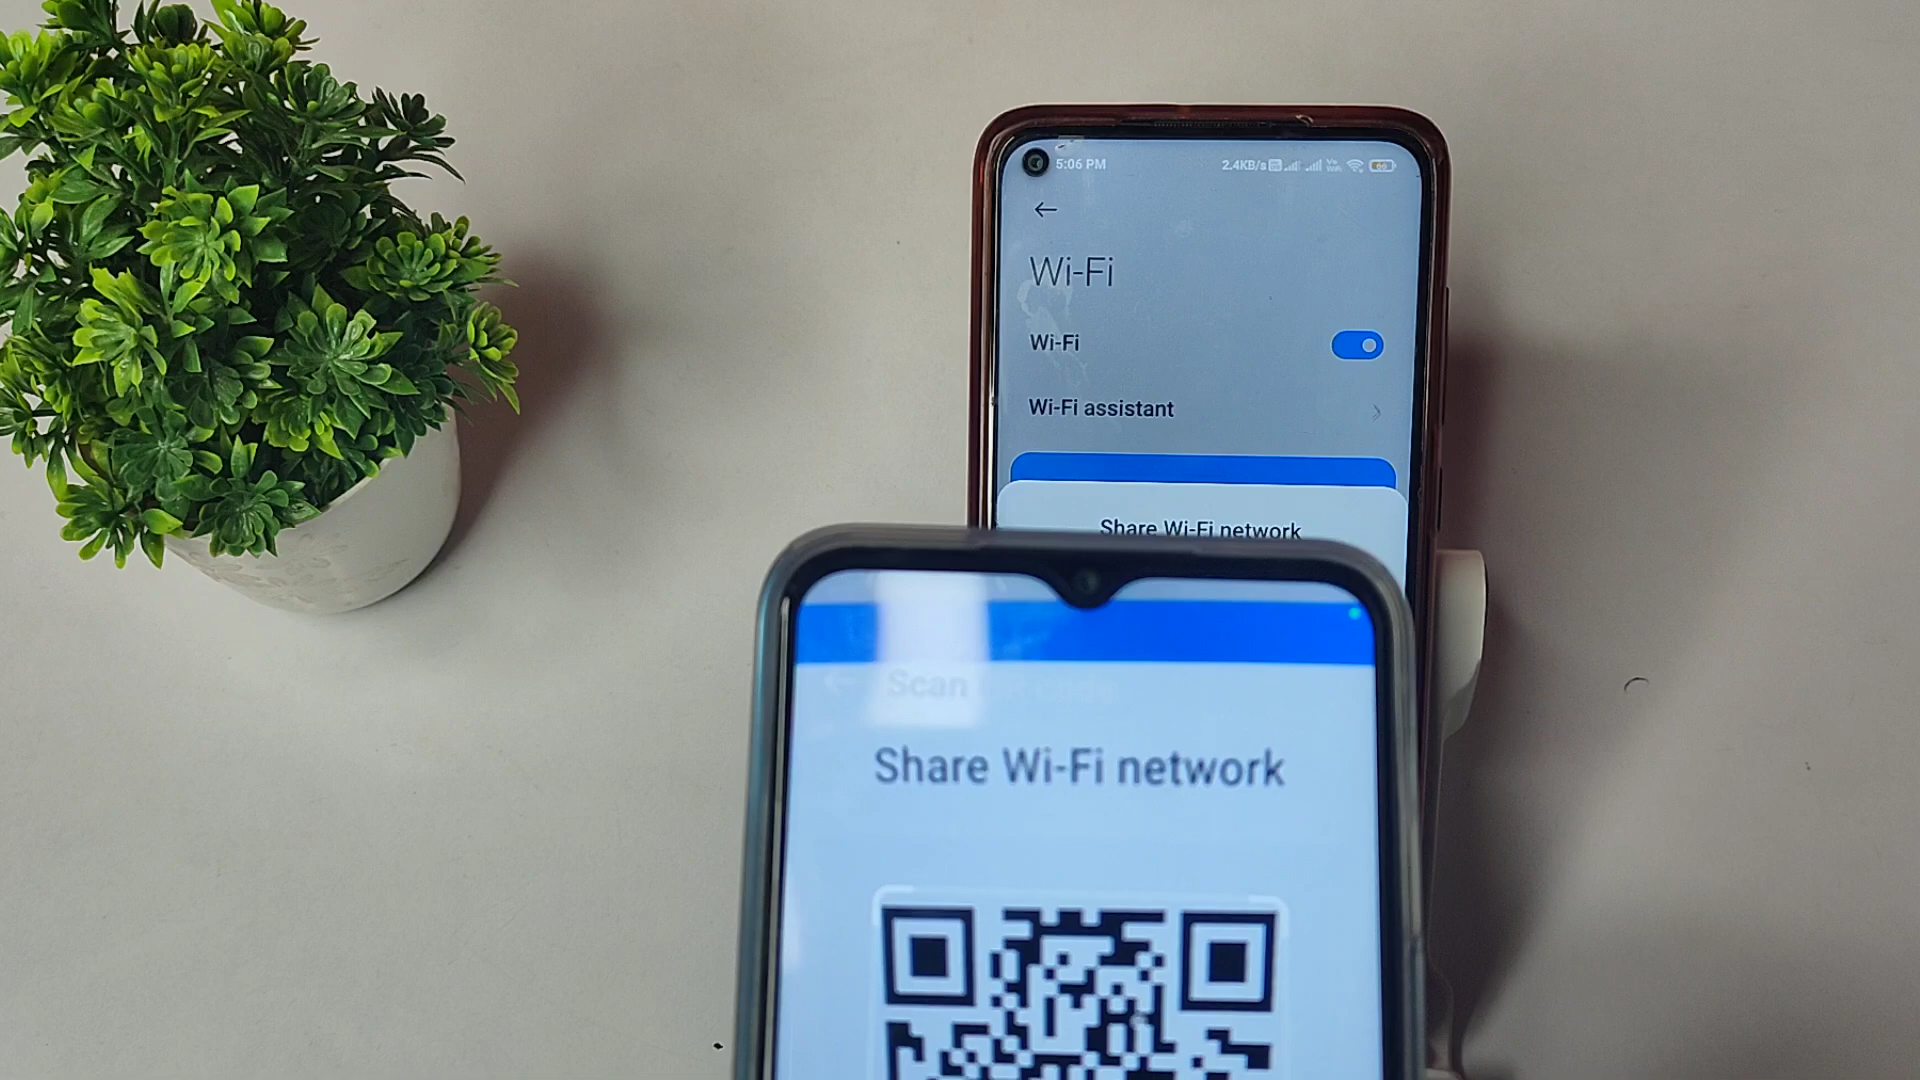 5:06 PM
2.4KB/s
66
Wi-Fi
Wi-Fi
Wi-Fi assistant
Share Wi-Fi network
Scan
Share Wi-Fi network